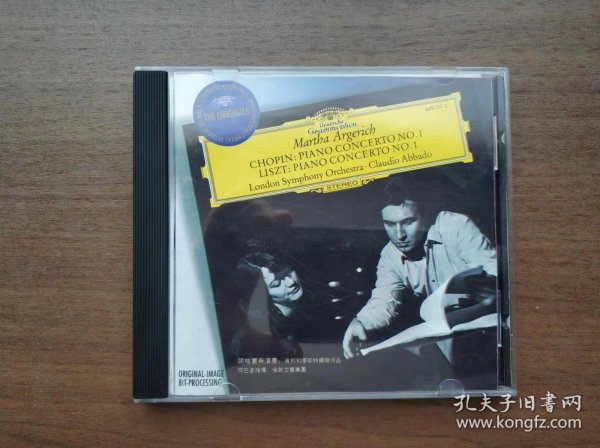 THE ORIGINALS
Deutsche
Grammophon
Martha Argerich
CHOPIN: PIANO CONCERTO NO. 1
LISZT: PIANO CONCERTO NO. 1
London Symphony Orchestra · Claudio Abbado
STEREO
ORIGINAL-IMAGE
BIT-PROCESSING
孔夫子旧书网
www.kongfz.com